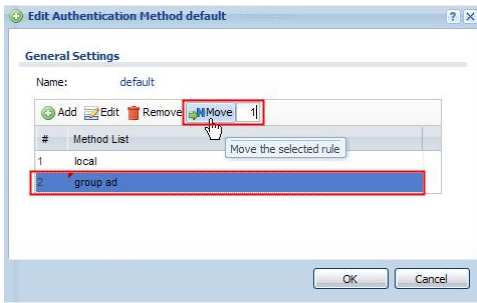 Edit Authentication Method default
General Settings
Name: default
Add Edit Remove Move 1
# Method List
Move the selected rule
1 local
2 group ad
OK Cancel